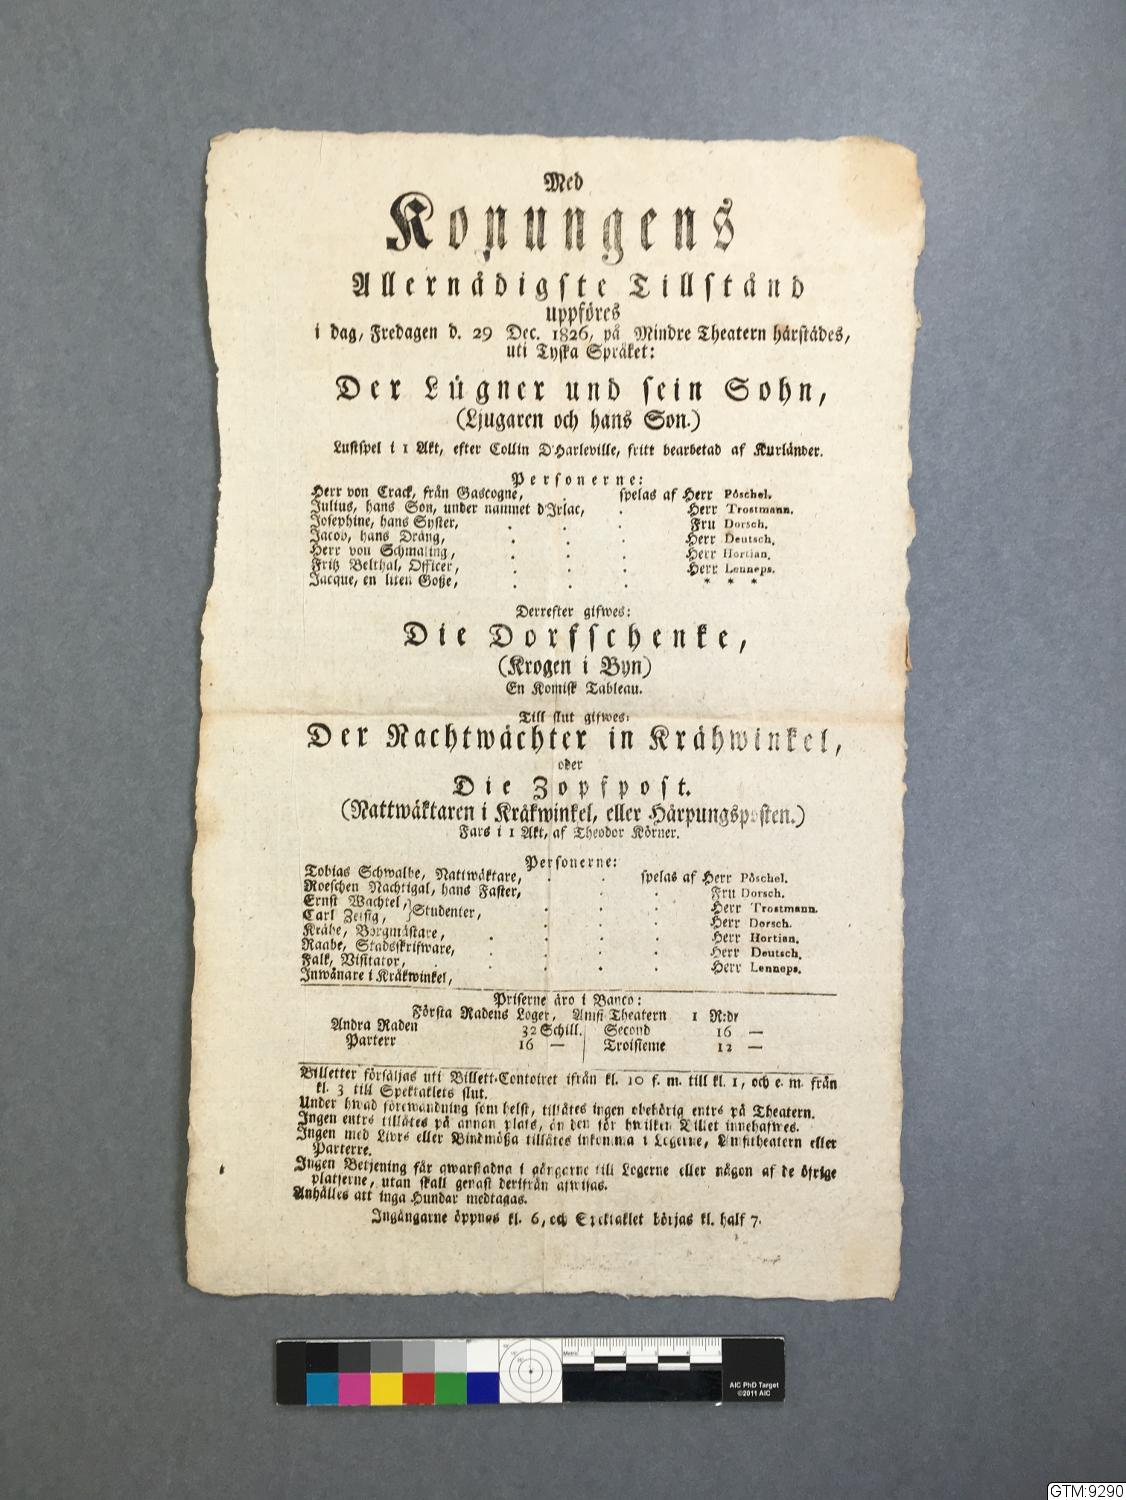 Med
Konungens
Allernådigste Tillstånd
uppföres
i dag, Fredagen d. 29 Dec. 1826, på Mindre Theatern härstädes,
uti Tyska Språket:
Der Lügner und sein Sohn,
(Ljugaren och hans Son.)
Lustspel i 1 Akt, efter Collin D'Harleville, fritt bearbetad af Kurländer.
Personerne:
Herr von Crack, från Gascogne, . spelas af Herr Pöschel.
Julius, hans Son, under namnet d'Irlac, . Herr Trostmann.
Josephine, hans Syster, . . . Fru Dorsch.
Jacob, hans Dräng, . . . Herr Deutsch.
Herr von Schmaling, . . . Herr Hortian.
Fritz Velthal, Officer, . . . Herr Lenneps.
Jacque, en liten Gosse, . . . * * *
Derrefter gifwes:
Die Dorfschenke,
(Krogen i Byn)
En Komisk Tableau.
Till slut gifwes:
Der Nachtwächter in Krähwinkel,
oder
Die Zopfpost.
(Nattwäktaren i Kråkwinkel, eller Hårpungsposten.)
Fars i 1 Akt, af Theodor Körner.
Personerne:
Tobias Schwalbe, Nattwäktare, . . spelas af Herr Pöschel.
Roeschen Nachtigal, hans Faster, . . Fru Dorsch.
Ernst Wachtel, } Studenter, . . . Herr Trostmann.
Carl Zeisig, . . . Herr Dorsch.
Krähe, Borgmästare, . . . . Herr Hortian.
Raabe, Stadsskrifware, . . . . Herr Deutsch.
Falk, Visitator, . . . . Herr Lenneps.
Inwånare i Kråkwinkel,
Priserne äro i Banco:
Första Radens Loger, Amfi-Theatern 1 R:dr
Andra Raden 32 Schill. Second 16 —
Parterr 16 — Troisieme 12 —
Billetter försäljas uti Billett-Contoiret ifrån kl. 10 f. m. till kl. 1, och e. m. från
kl. 3 till Spektaklets slut.
Under hwad förewändning som helst, tillåtes ingen obehörig entré på Theatern.
Ingen entré tillåtes på annan plats, än den för hwilken Billet innehafwes.
Ingen med Livré eller Bindmössa tillåtes inkomma i Logerne, Amfitheatern eller
Parterre.
Ingen Betjening får qwarstadna i gångarne till Logerne eller någon af de öfrige
platserne, utan skall genast derifrån afwisas.
Anhålles att inga Hundar medtagas.
Ingångarne öppnas kl. 6, och Spektaklet börjas kl. half 7.
AIC PhD Target
©2011 AIC
GTM:9290